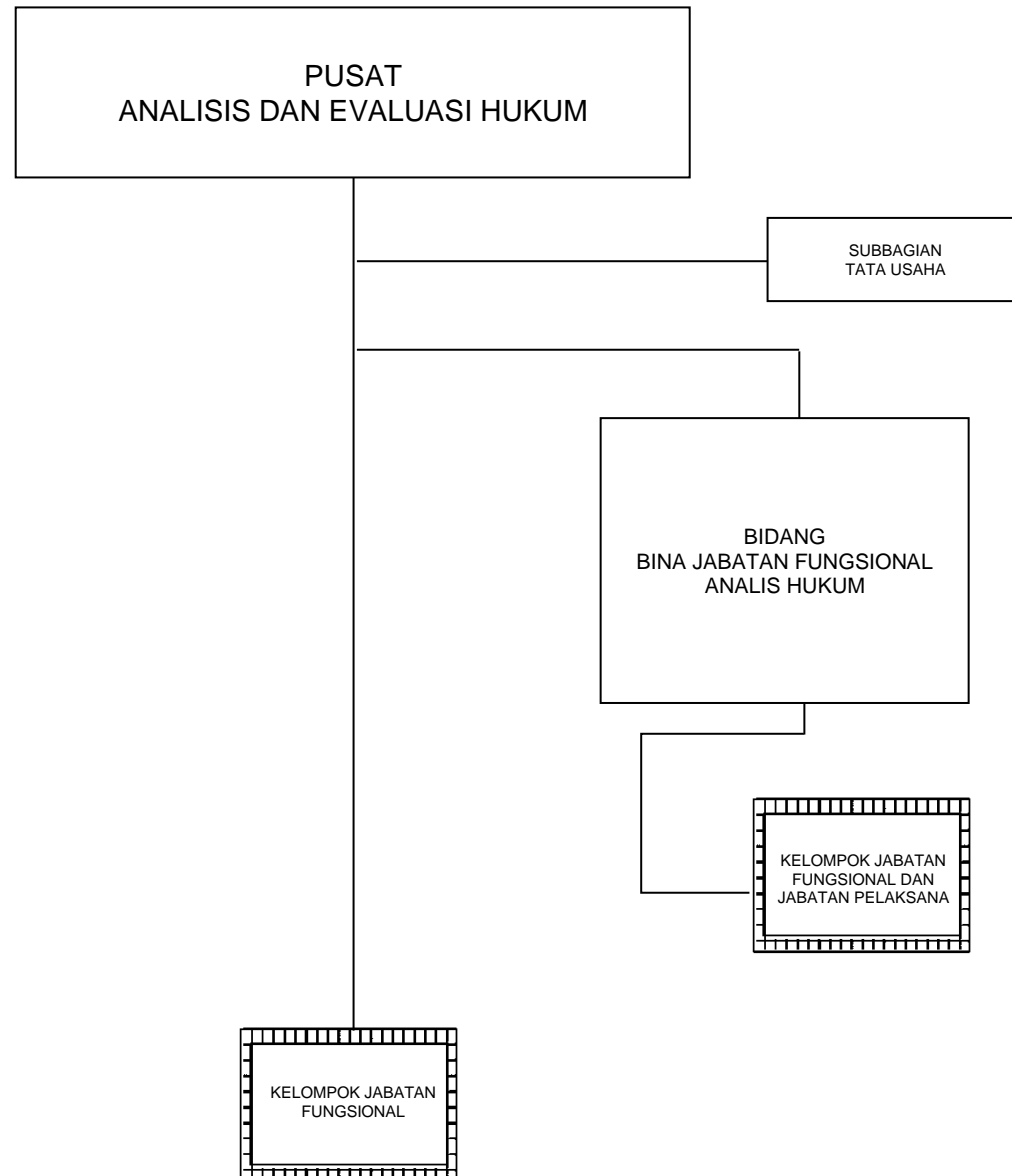 PUSAT
ANALISIS DAN EVALUASI HUKUM
SUBBAGIAN
TATA USAHA
BIDANG
BINA JABATAN FUNGSIONAL
ANALIS HUKUM
KELOMPOK JABATAN
FUNGSIONAL DAN
JABATAN PELAKSANA
KELOMPOK JABATAN
FUNGSIONAL